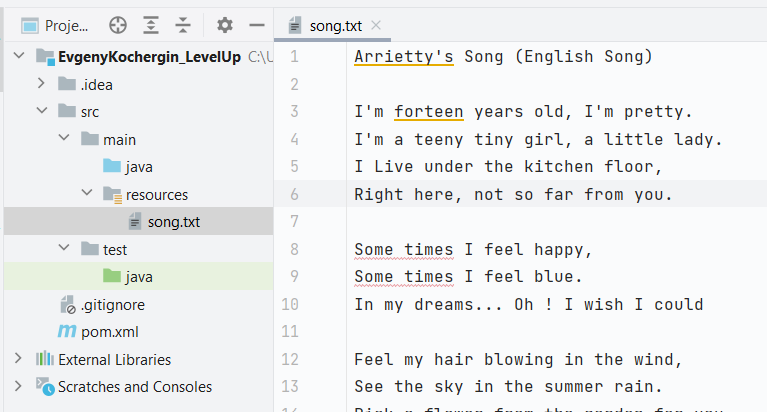 Proje...
song.txt
EvgenyKochergin_LevelUp C:\U
.idea
src
main
java
resources
song.txt
test
java
.gitignore
pom.xml
External Libraries
Scratches and Consoles
1 Arrietty's Song (English Song)
2
3 I'm forteen years old, I'm pretty.
4 I'm a teeny tiny girl, a little lady.
5 I Live under the kitchen floor,
6 Right here, not so far from you.
7
8 Some times I feel happy,
9 Some times I feel blue.
10 In my dreams... Oh ! I wish I could
11
12 Feel my hair blowing in the wind,
13 See the sky in the summer rain.